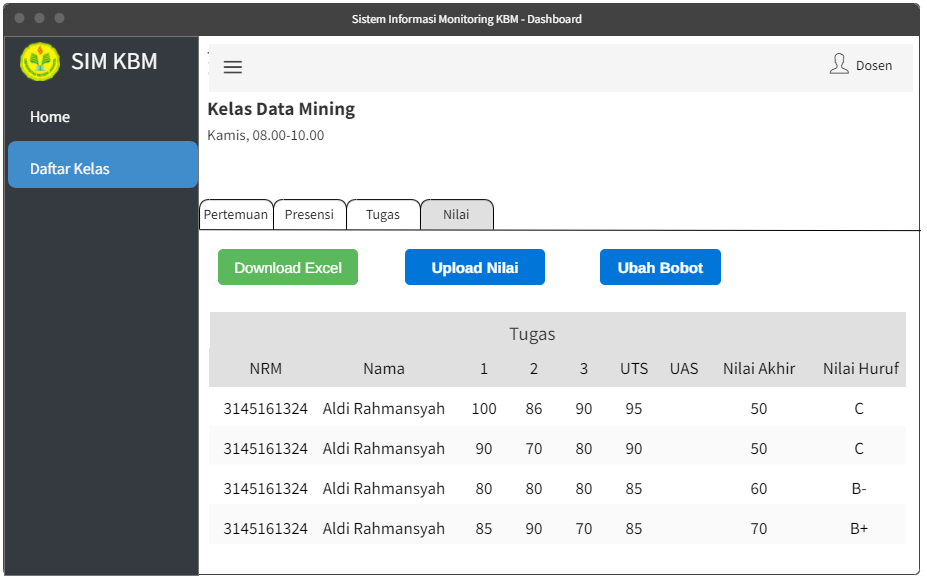 Sistem Informasi Monitoring KBM - Dashboard
SIM KBM
Dosen
Home
Daftar Kelas
Kelas Data Mining
Kamis, 08.00-10.00
Pertemuan Presensi Tugas Nilai
Download Excel Upload Nilai Ubah Bobot
Tugas
NRM Nama 1 2 3 UTS UAS Nilai Akhir Nilai Huruf
3145161324 Aldi Rahmansyah 100 86 90 95 50 C
3145161324 Aldi Rahmansyah 90 70 80 90 50 C
3145161324 Aldi Rahmansyah 80 80 80 85 60 B-
3145161324 Aldi Rahmansyah 85 90 70 85 70 B+